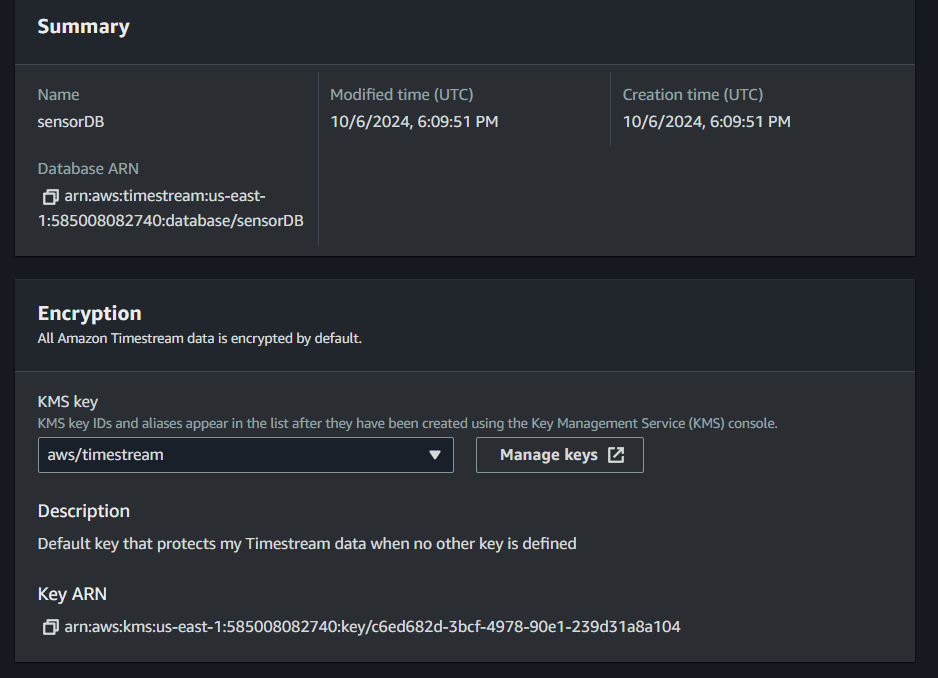 Summary
Name
sensorDB
Modified time (UTC)
10/6/2024, 6:09:51 PM
Creation time (UTC)
10/6/2024, 6:09:51 PM
Database ARN
arn:aws:timestream:us-east-
1:585008082740:database/sensorDB
Encryption
All Amazon Timestream data is encrypted by default.
KMS key
KMS key IDs and aliases appear in the list after they have been created using the Key Management Service (KMS) console.
aws/timestream
Manage keys
Description
Default key that protects my Timestream data when no other key is defined
Key ARN
arn:aws:kms:us-east-1:585008082740:key/c6ed682d-3bcf-4978-90e1-239d31a8a104